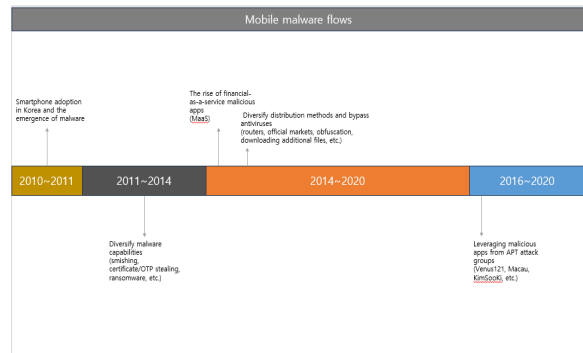 Mobile malware flows
Smartphone adoption
in Korea and the
emergence of malware
The rise of financial-
as-a-service malicious
apps
(MaaS)
Diversify distribution methods and bypass
antiviruses
(routers, official markets, obfuscation,
downloading additional files, etc.)
2010~2011
2011~2014
2014~2020
2016~2020
Diversify malware
capabilities
(smishing,
certificate/OTP stealing,
ransomware, etc.)
Leveraging malicious
apps from APT attack
groups
(Venus121, Macau,
KimSooKi, etc.)